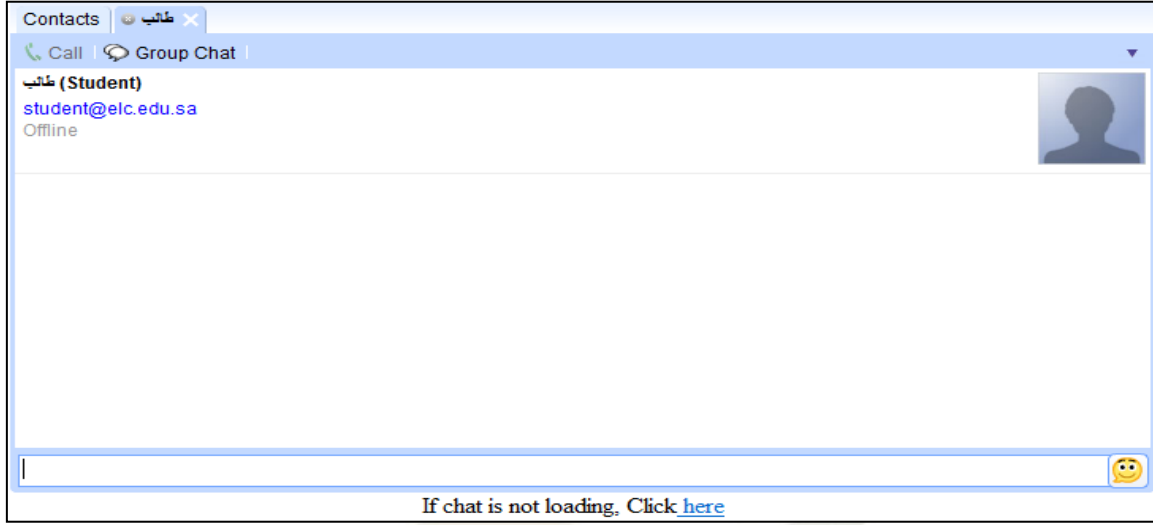 Contacts طالب
Call Group Chat
طالب (Student)
student@elc.edu.sa
Offline
If chat is not loading, Click here